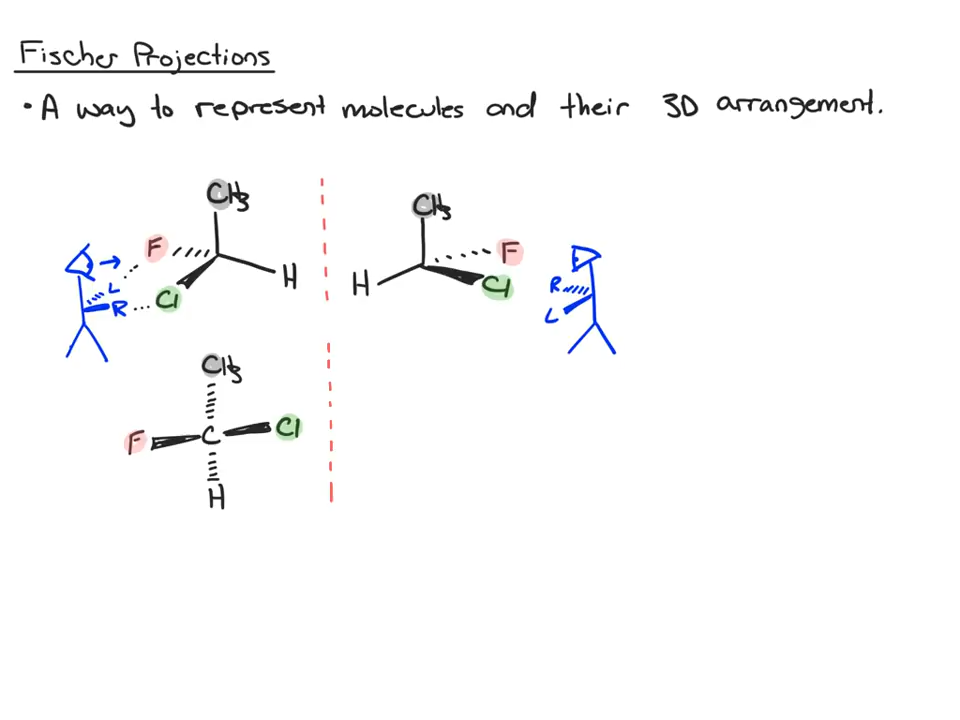 Fischer Projections
• A way to represent molecules and their 3D arrangement.
CH₃
CH₃
F
F
H
H
Cl
Cl
L
R
R
L
CH₃
F
C
Cl
H